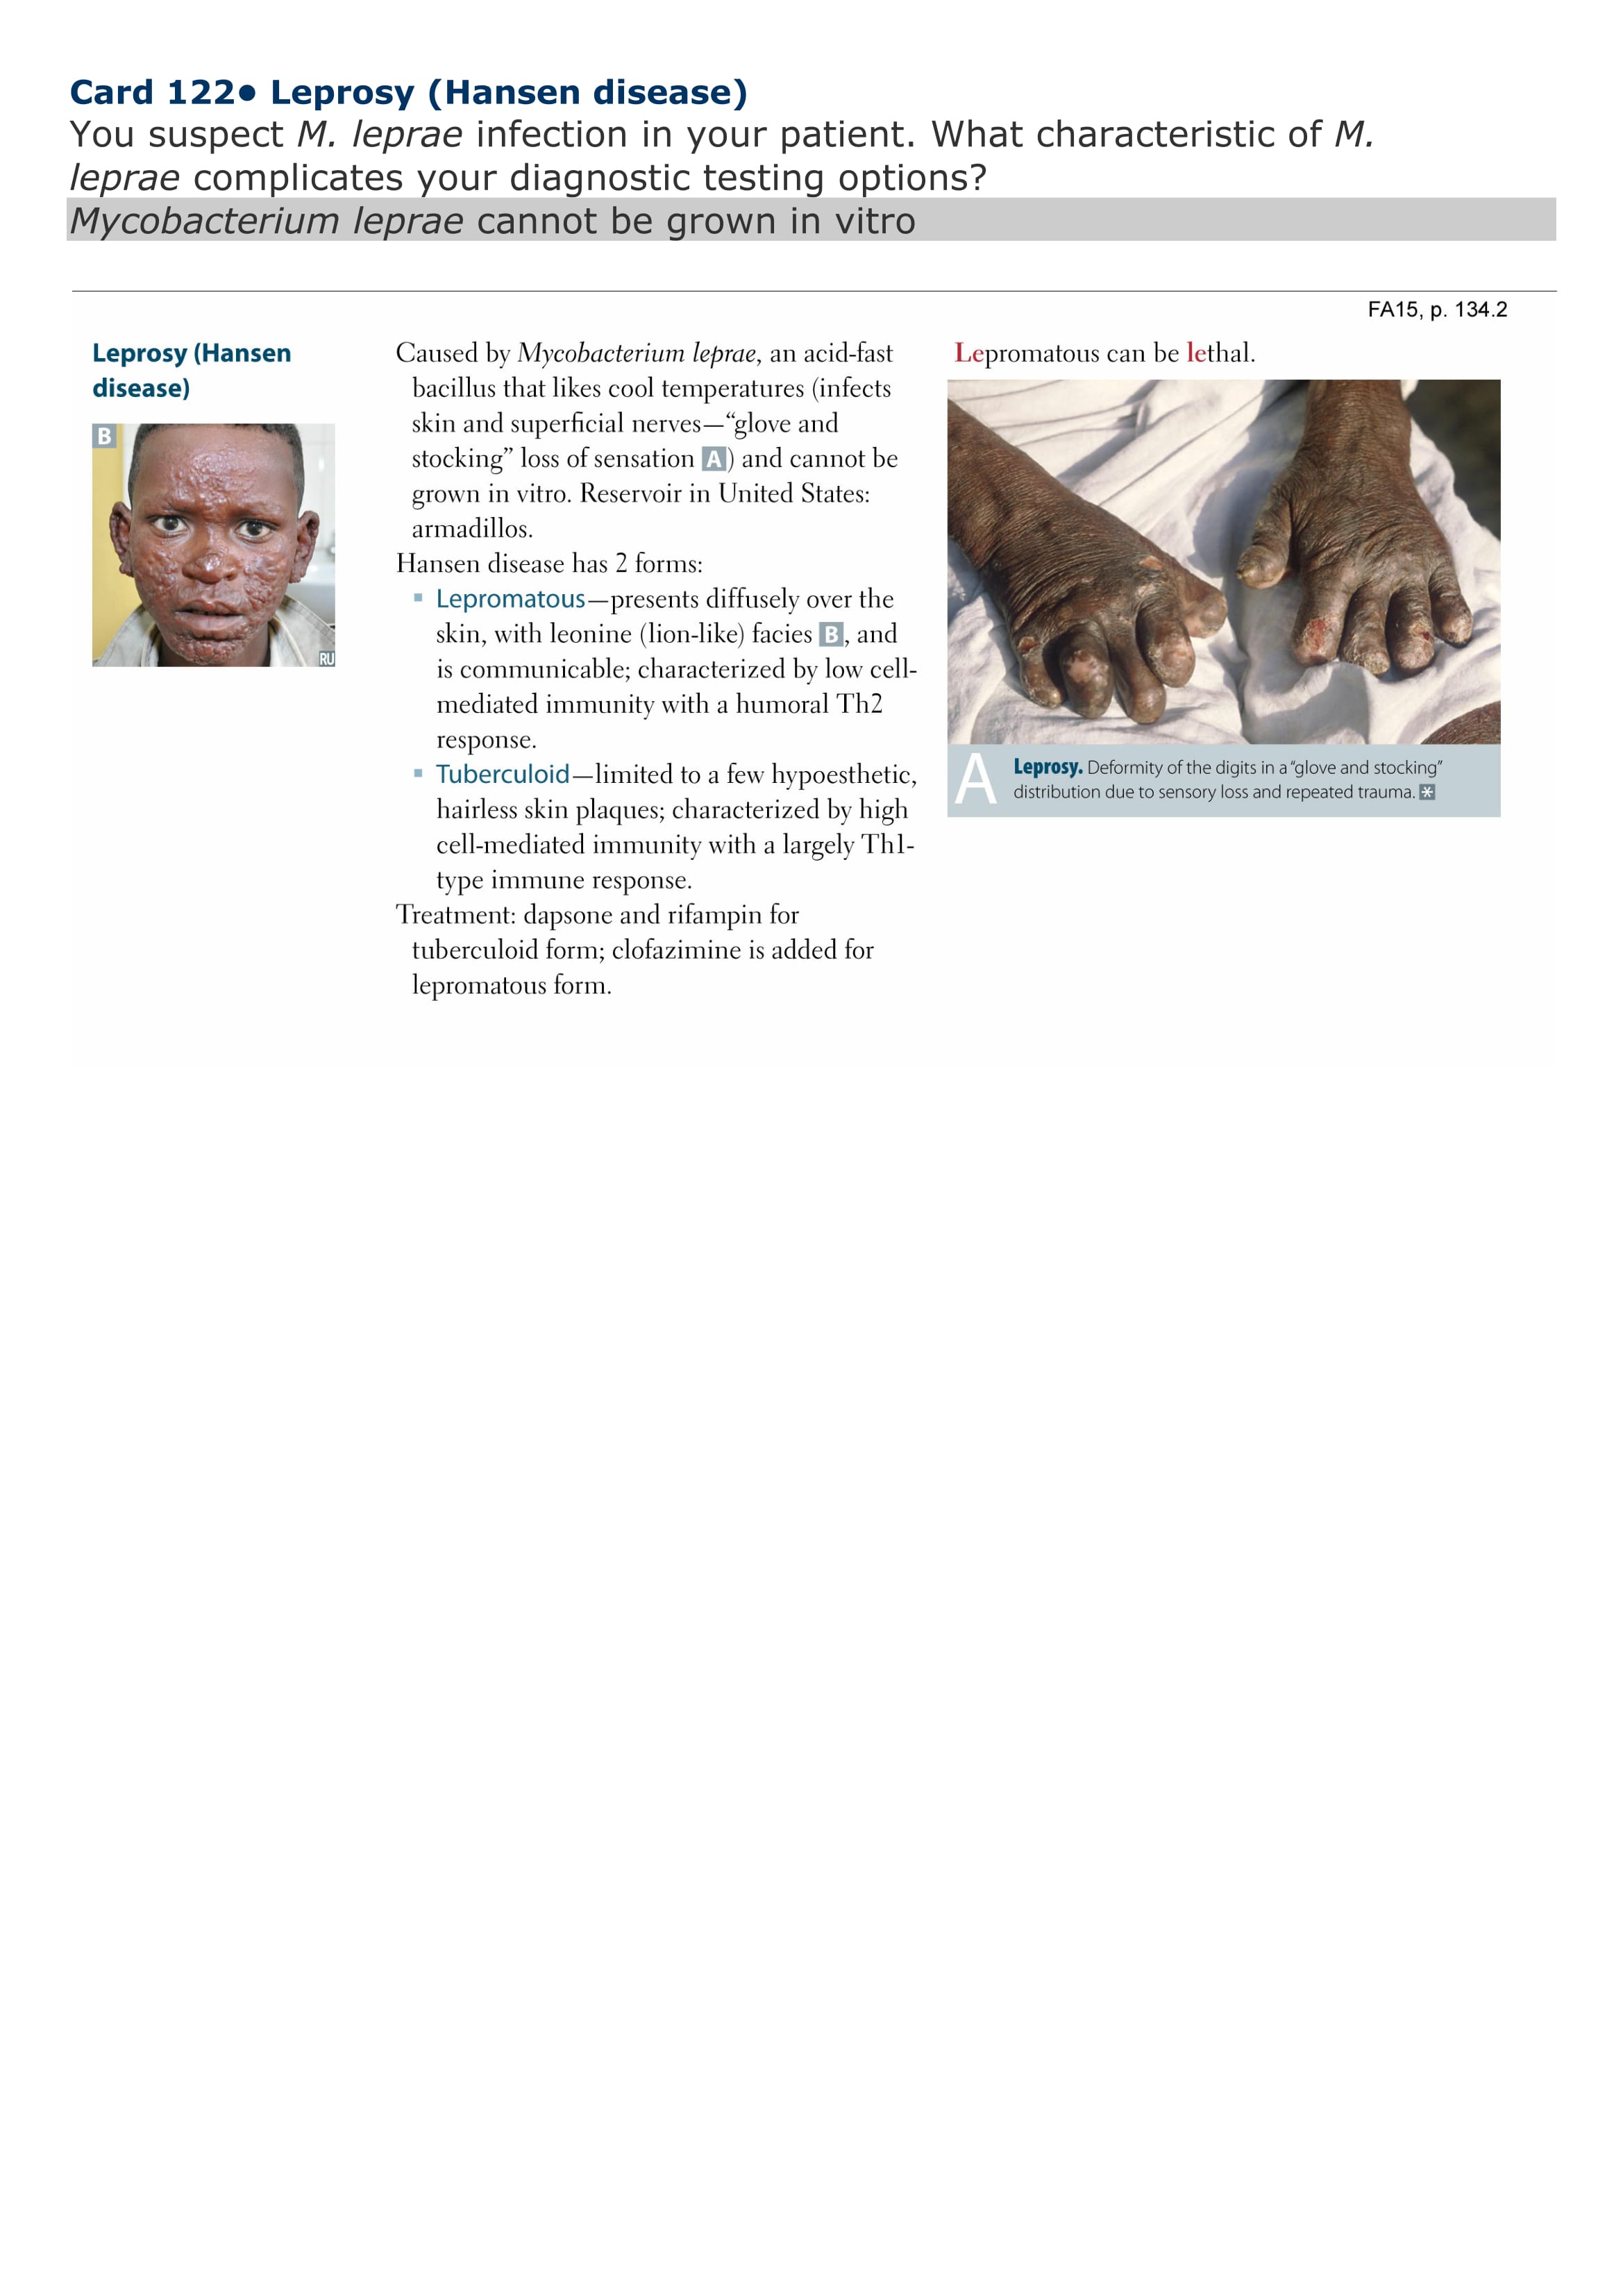 Card 122• Leprosy (Hansen disease)
You suspect M. leprae infection in your patient. What characteristic of M.
leprae complicates your diagnostic testing options?
Mycobacterium leprae cannot be grown in vitro
FA15, p. 134.2
Leprosy (Hansen
disease)
B
RU
Caused by Mycobacterium leprae, an acid-fast
bacillus that likes cool temperatures (infects
skin and superficial nerves—“glove and
stocking” loss of sensation A) and cannot be
grown in vitro. Reservoir in United States:
armadillos.
Hansen disease has 2 forms:
▪ Lepromatous—presents diffusely over the
skin, with leonine (lion-like) facies B, and
is communicable; characterized by low cell-
mediated immunity with a humoral Th2
response.
▪ Tuberculoid—limited to a few hypoesthetic,
hairless skin plaques; characterized by high
cell-mediated immunity with a largely Th1-
type immune response.
Treatment: dapsone and rifampin for
tuberculoid form; clofazimine is added for
lepromatous form.
Lepromatous can be lethal.
A
Leprosy. Deformity of the digits in a “glove and stocking”
distribution due to sensory loss and repeated trauma. *